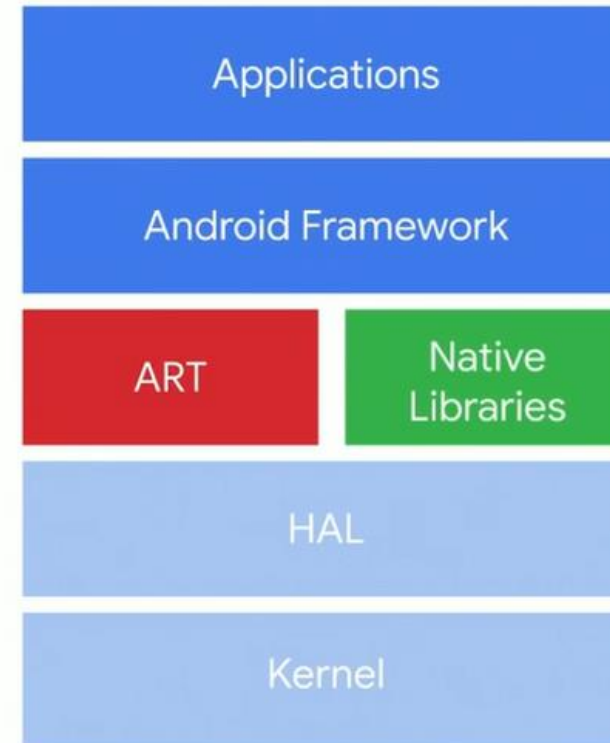 Applications
Android Framework
ART
Native
Libraries
HAL
Kernel